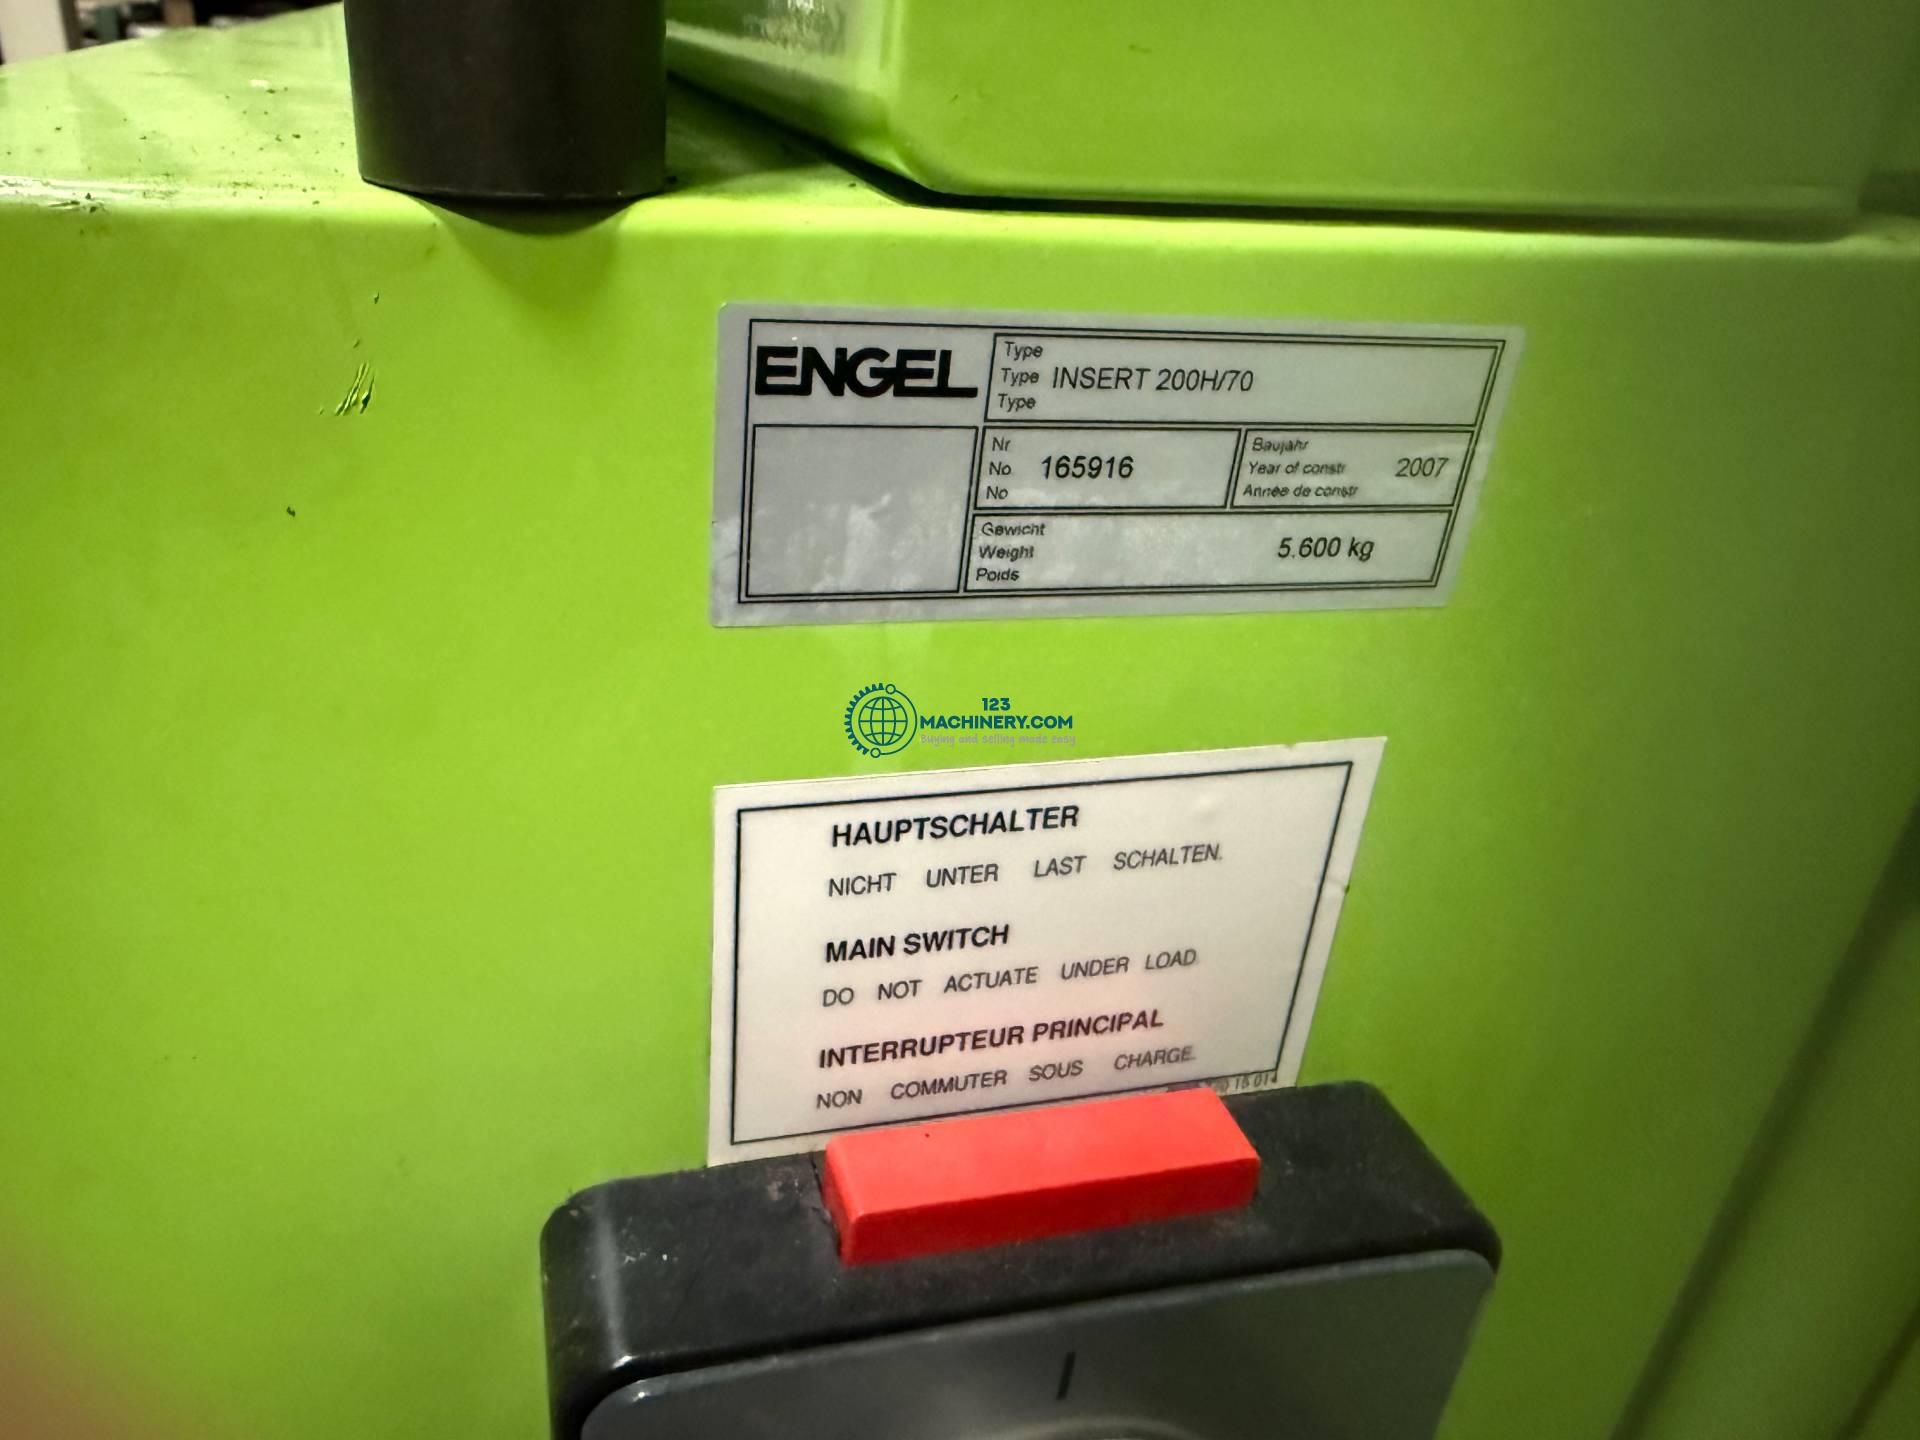 ENGEL
Type
Type INSERT 200H/70
Type
Nr
No 165916
No
Baujahr
Year of constr 2007
Année de constr
Gewicht
Weight 5.600 kg
Poids
123
MACHINERY.COM
Buying and selling made easy
HAUPTSCHALTER
NICHT UNTER LAST SCHALTEN.
MAIN SWITCH
DO NOT ACTUATE UNDER LOAD
INTERRUPTEUR PRINCIPAL
NON COMMUTER SOUS CHARGE.
I